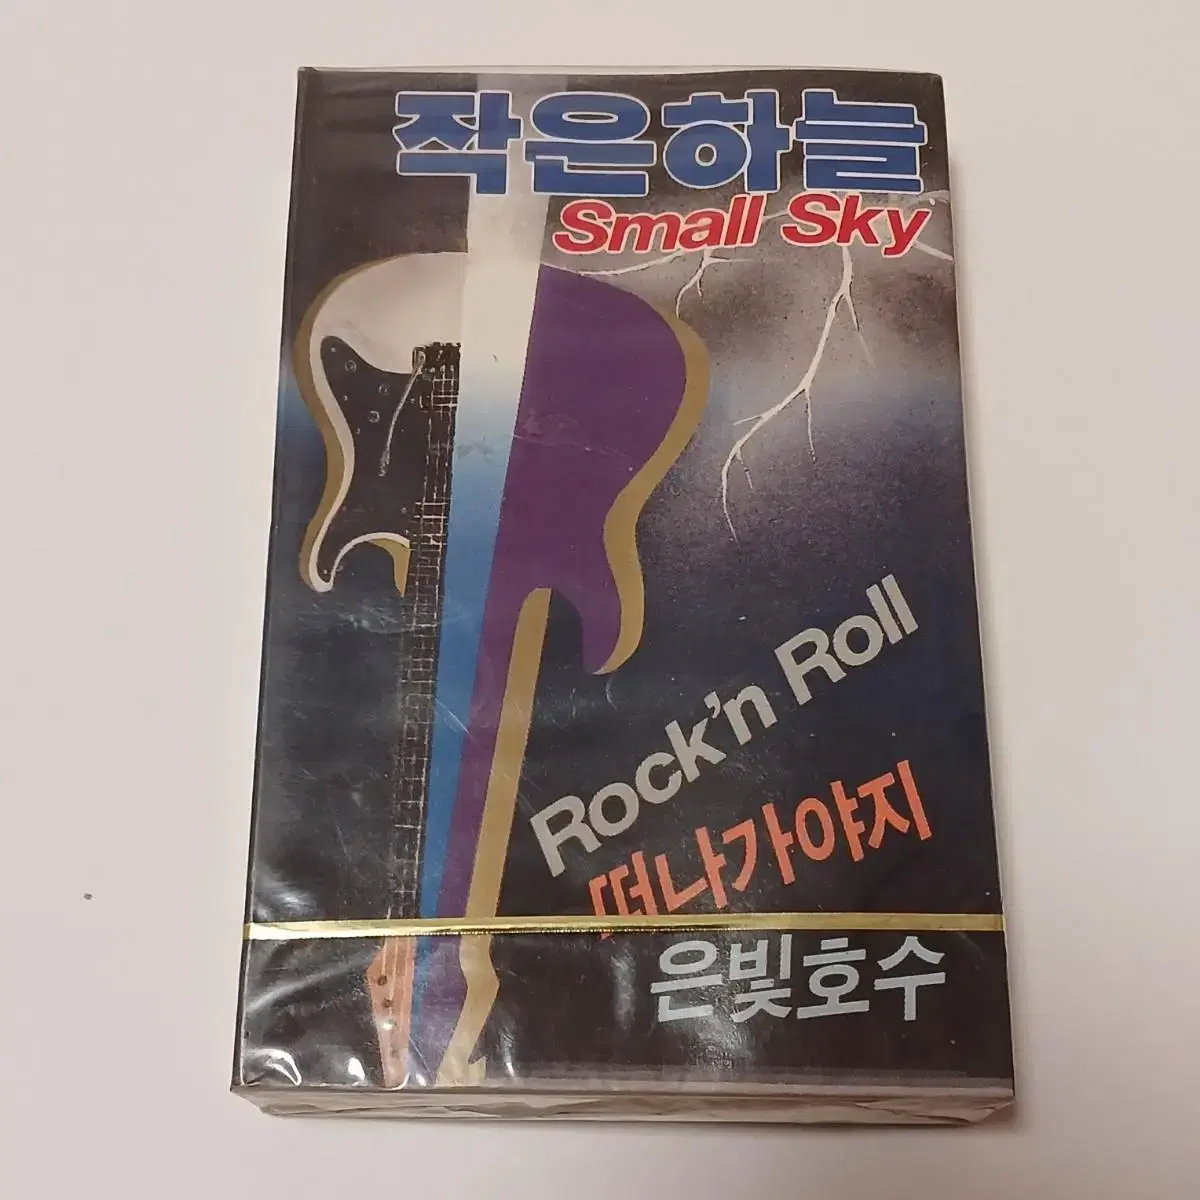 작은하늘
Small Sky
Rock'n Roll
떠나가야지
은빛호수